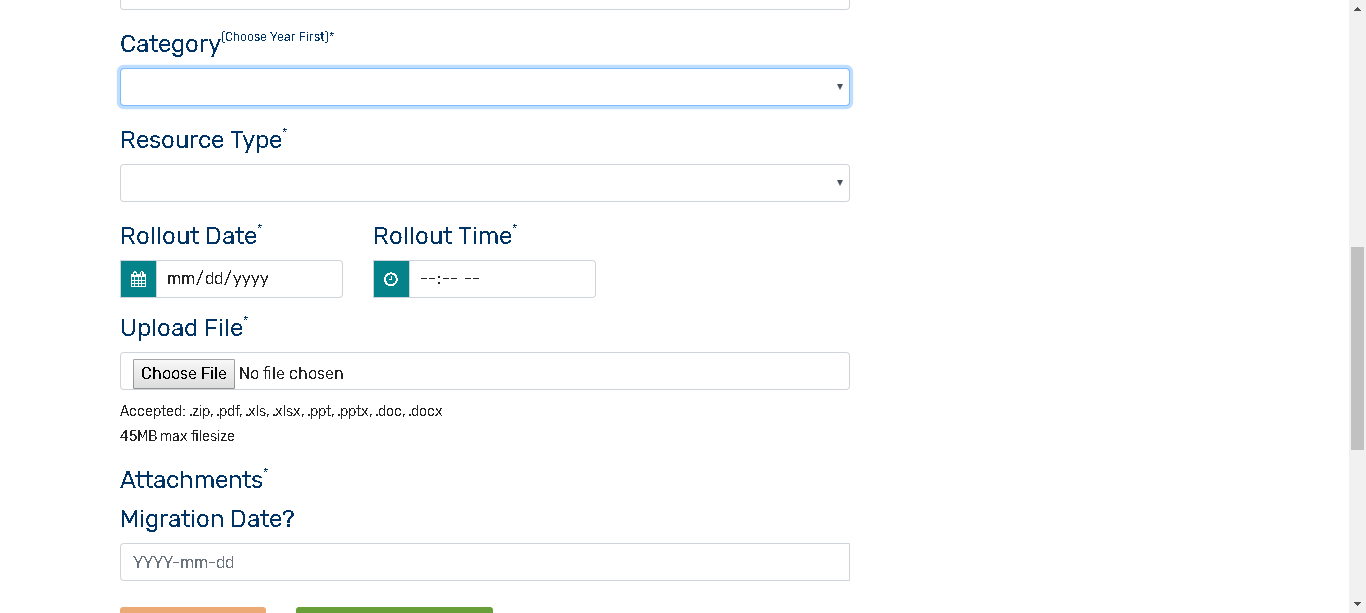 Category(Choose Year First)*
Resource Type*
Rollout Date* Rollout Time*
mm/dd/yyyy --:-- --
Upload File*
Choose File No file chosen
Accepted: .zip, .pdf, .xls, .xlsx, .ppt, .pptx, .doc, .docx
45MB max filesize
Attachments*
Migration Date?
YYYY-mm-dd